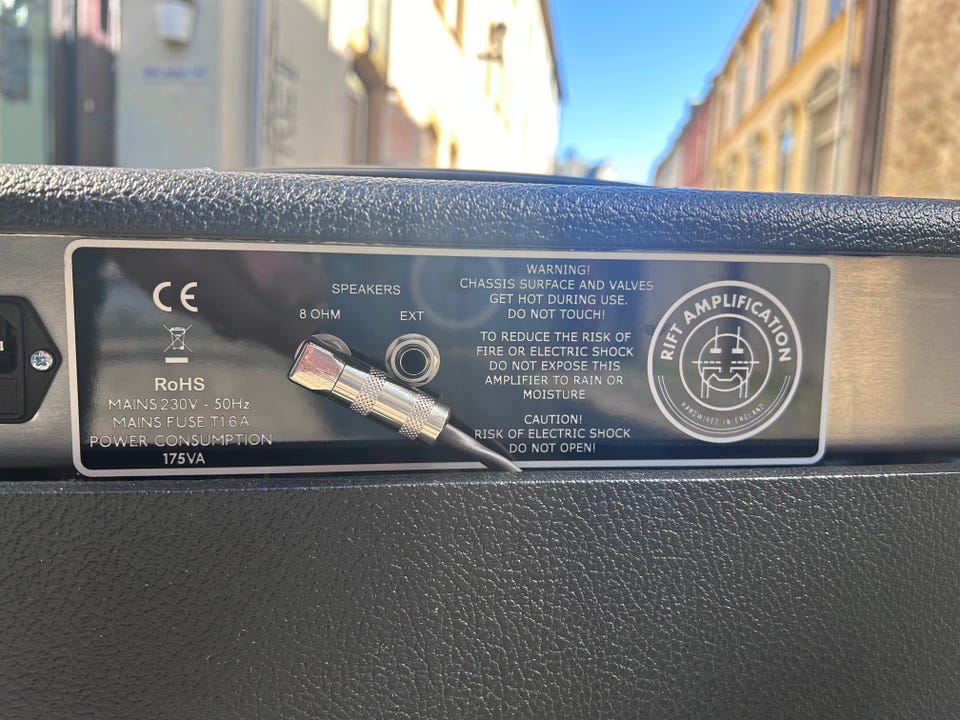 CE
RoHS
MAINS 230V - 50Hz
MAINS FUSE T1.6A
POWER CONSUMPTION
175VA
SPEAKERS
8 OHM
EXT
WARNING!
CHASSIS SURFACE AND VALVES
GET HOT DURING USE.
DO NOT TOUCH!
TO REDUCE THE RISK OF
FIRE OR ELECTRIC SHOCK
DO NOT EXPOSE THIS
AMPLIFIER TO RAIN OR
MOISTURE
CAUTION!
RISK OF ELECTRIC SHOCK
DO NOT OPEN!
RIFT AMPLIFICATION
HANDWIRED IN ENGLAND